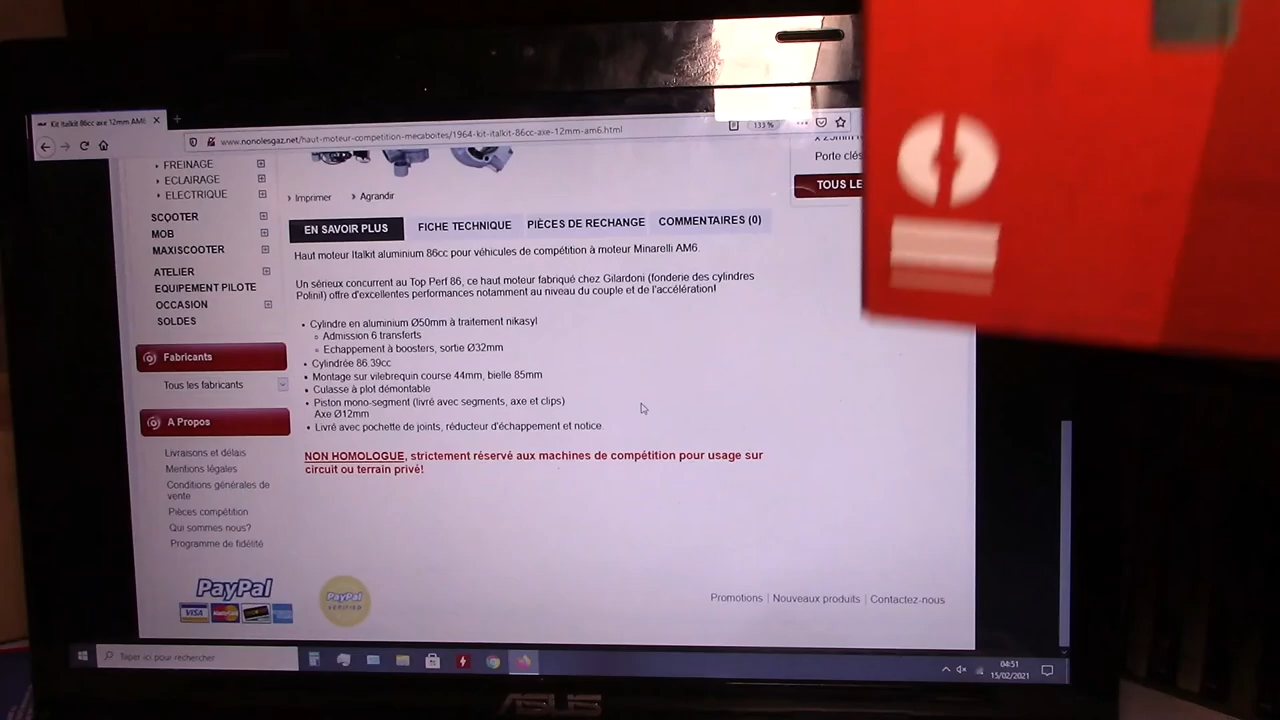 Kit Italkit 86cc axe 12mm AM6
www.nonolesgaz.net/haut-moteur-competition-mecaboites/1964-kit-italkit-86cc-axe-12mm-am6.html
133%
FREINAGE
ECLAIRAGE
ELECTRIQUE
SCOOTER
MOB
MAXISCOOTER
ATELIER
EQUIPEMENT PILOTE
OCCASION
SOLDES
Fabricants
Tous les fabricants
A Propos
Livraisons et délais
Mentions légales
Conditions générales de
vente
Pièces compétition
Qui sommes nous?
Programme de fidélité
Imprimer
Agrandir
EN SAVOIR PLUS
FICHE TECHNIQUE
PIÈCES DE RECHANGE
COMMENTAIRES (0)
Haut moteur Italkit aluminium 86cc pour véhicules de compétition à moteur Minarelli AM6.
Un sérieux concurrent au Top Perf 86, ce haut moteur fabriqué chez Gilardoni (fonderie des cylindres
Polinil) offre d'excellentes performances notamment au niveau du couple et de l'accélération!
Cylindre en aluminium Ø50mm à traitement nikasyl
Admission 6 transferts
Echappement à boosters, sortie Ø32mm
Cylindrée 86.39cc
Montage sur vilebrequin course 44mm, bielle 85mm
Culasse à plot démontable
Piston mono-segment (livré avec segments, axe et clips)
Axe Ø12mm
Livré avec pochette de joints, réducteur d'échappement et notice.
NON HOMOLOGUE, strictement réservé aux machines de compétition pour usage sur
circuit ou terrain privé!
Porte clés
TOUS LE
PayPal
VISA
MasterCard
PayPal
VERIFIED
Promotions | Nouveaux produits | Contactez-nous
Taper ici pour rechercher
04:51
15/02/2021
ASUS